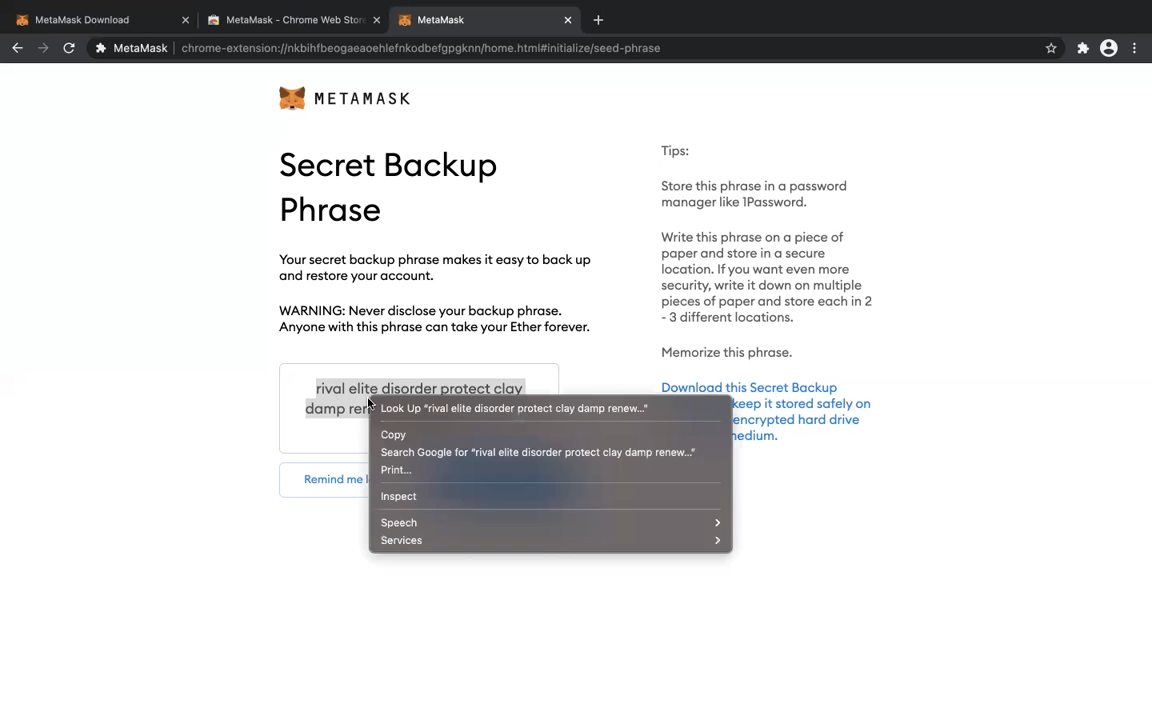 MetaMask Download
MetaMask - Chrome Web Stor
MetaMask
MetaMask
chrome-extension://nkbihfbeogaeaoehlefnkodbefgpgknn/home.html#initialize/seed-phrase
METAMASK
Secret Backup
Phrase
Your secret backup phrase makes it easy to back up
and restore your account.
WARNING: Never disclose your backup phrase.
Anyone with this phrase can take your Ether forever.
rival elite disorder protect clay
damp ren
Remind me l
Look Up “rival elite disorder protect clay damp renew...”
Copy
Search Google for “rival elite disorder protect clay damp renew...”
Print...
Inspect
Speech
Services
Tips:
Store this phrase in a password
manager like 1Password.
Write this phrase on a piece of
paper and store in a secure
location. If you want even more
security, write it down on multiple
pieces of paper and store each in 2
- 3 different locations.
Memorize this phrase.
Download this Secret Backup
keep it stored safely on
encrypted hard drive
medium.